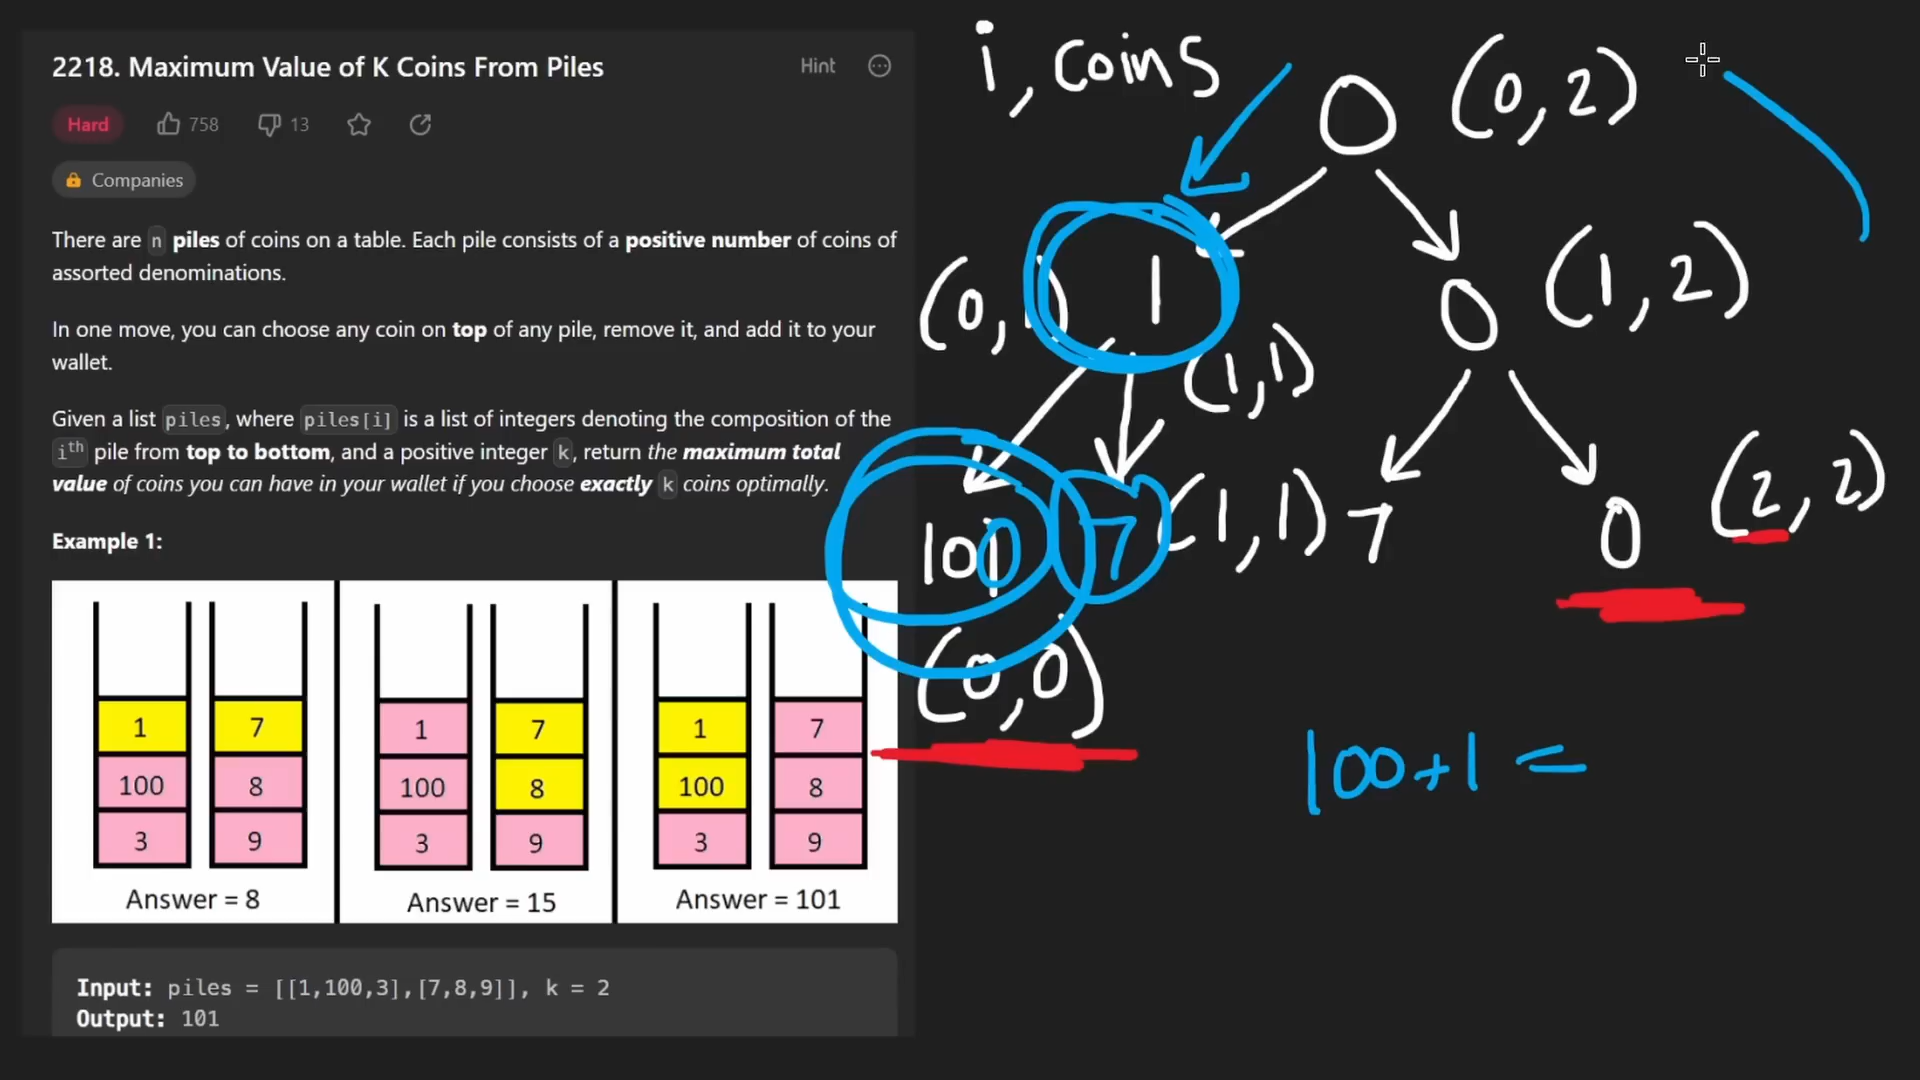 2218. Maximum Value of K Coins From Piles
Hint
Hard 758 13
Companies
There are n piles of coins on a table. Each pile consists of a positive number of coins of
assorted denominations.
In one move, you can choose any coin on top of any pile, remove it, and add it to your
wallet.
Given a list piles, where piles[i] is a list of integers denoting the composition of the
ith pile from top to bottom, and a positive integer k, return the maximum total
value of coins you can have in your wallet if you choose exactly k coins optimally.
Example 1:
1 7 1 7 1 7
100 8 100 8 100 8
3 9 3 9 3 9
Answer = 8 Answer = 15 Answer = 101
Input: piles = [[1,100,3],[7,8,9]], k = 2
Output: 101
i, coins
0 (0,2)
(0, ) 1
0 (1,2)
(1,1)
7 (1,1)
7
0 (2,2)
(0,0)
100+1=